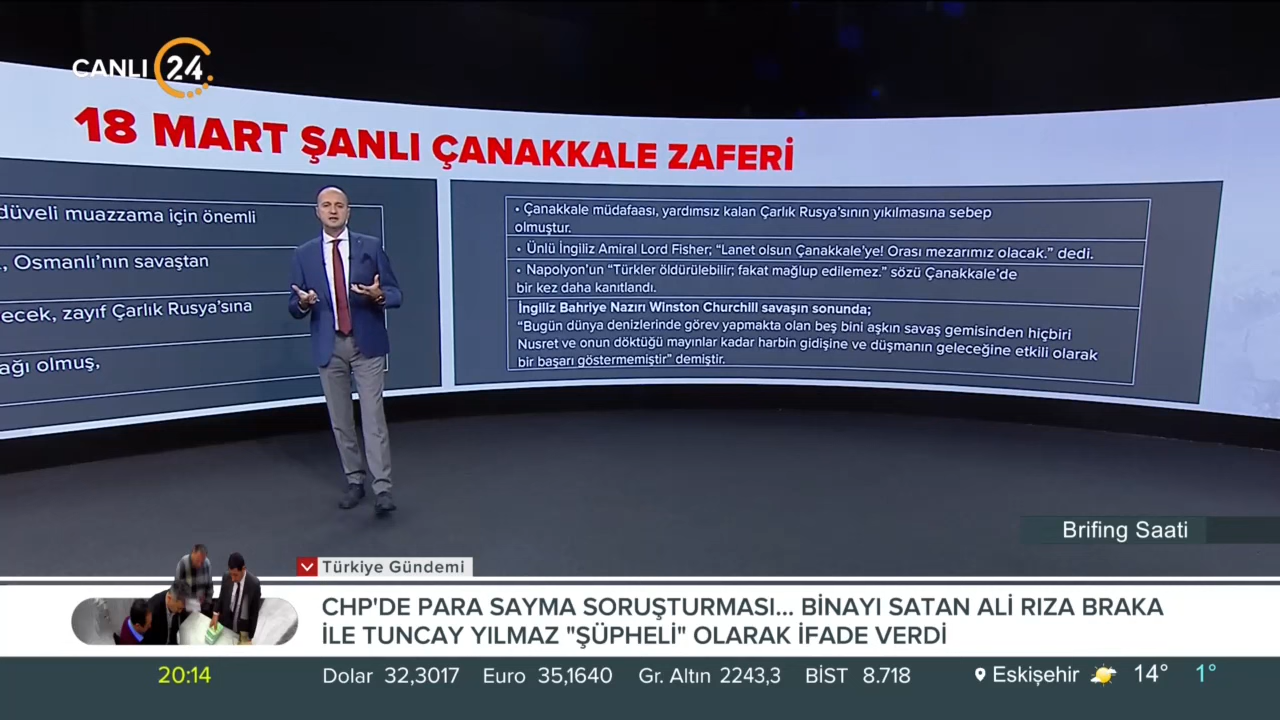 CANLI 24
18 MART ŞANLI ÇANAKKALE ZAFERİ
düveli muazzama için önemli
, Osmanlı'nın savaştan
ecek, zayıf Çarlık Rusya'sına
ağı olmuş,
• Çanakkale müdafaası, yardımsız kalan Çarlık Rusya'sının yıkılmasına sebep
olmuştur.
• Ünlü İngiliz Amiral Lord Fisher; "Lanet olsun Çanakkale'ye! Orası mezarımız olacak." dedi.
• Napolyon'un "Türkler öldürülebilir; fakat mağlup edilemez." sözü Çanakkale'de
bir kez daha kanıtlandı.
İngiliz Bahriye Nazırı Winston Churchill savaşın sonunda;
"Bugün dünya denizlerinde görev yapmakta olan beş bini aşkın savaş gemisinden hiçbiri
Nusret ve onun döktüğü mayınlar kadar harbin gidişine ve düşmanın geleceğine etkili olarak
bir başarı göstermemiştir" demiştir.
Brifing Saati
Türkiye Gündemi
CHP'DE PARA SAYMA SORUŞTURMASI... BİNAYI SATAN ALİ RIZA BRAKA
İLE TUNCAY YILMAZ "ŞÜPHELİ" OLARAK İFADE VERDİ
20:14 Dolar 32,3017 Euro 35,1640 Gr. Altın 2243,3 BİST 8.718 Eskişehir 14° 1°